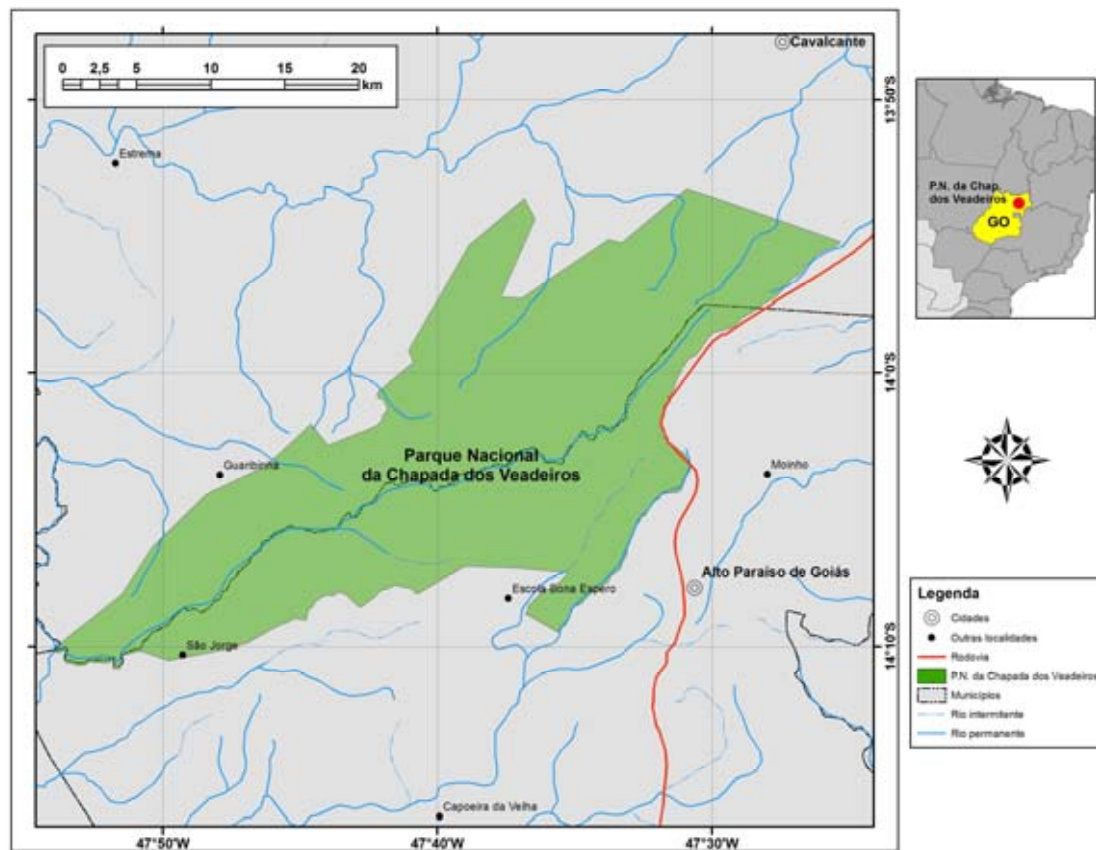 Cavalcante
0 2,5 5 10 15 20
km
13°50'S
Estrema
P.N. da Chap.
dos Veadeiros
GO
14°0'S
Parque Nacional
da Chapada dos Veadeiros
Guaribinha
Moinho
Alto Paraíso de Goiás
Escola Bona Espero
São Jorge
14°10'S
Capoeira da Velha
47°50'W
47°40'W
47°30'W
Legenda
Cidades
Outras localidades
Rodovia
P.N. da Chapada dos Veadeiros
Municípios
Rio intermitente
Rio permanente